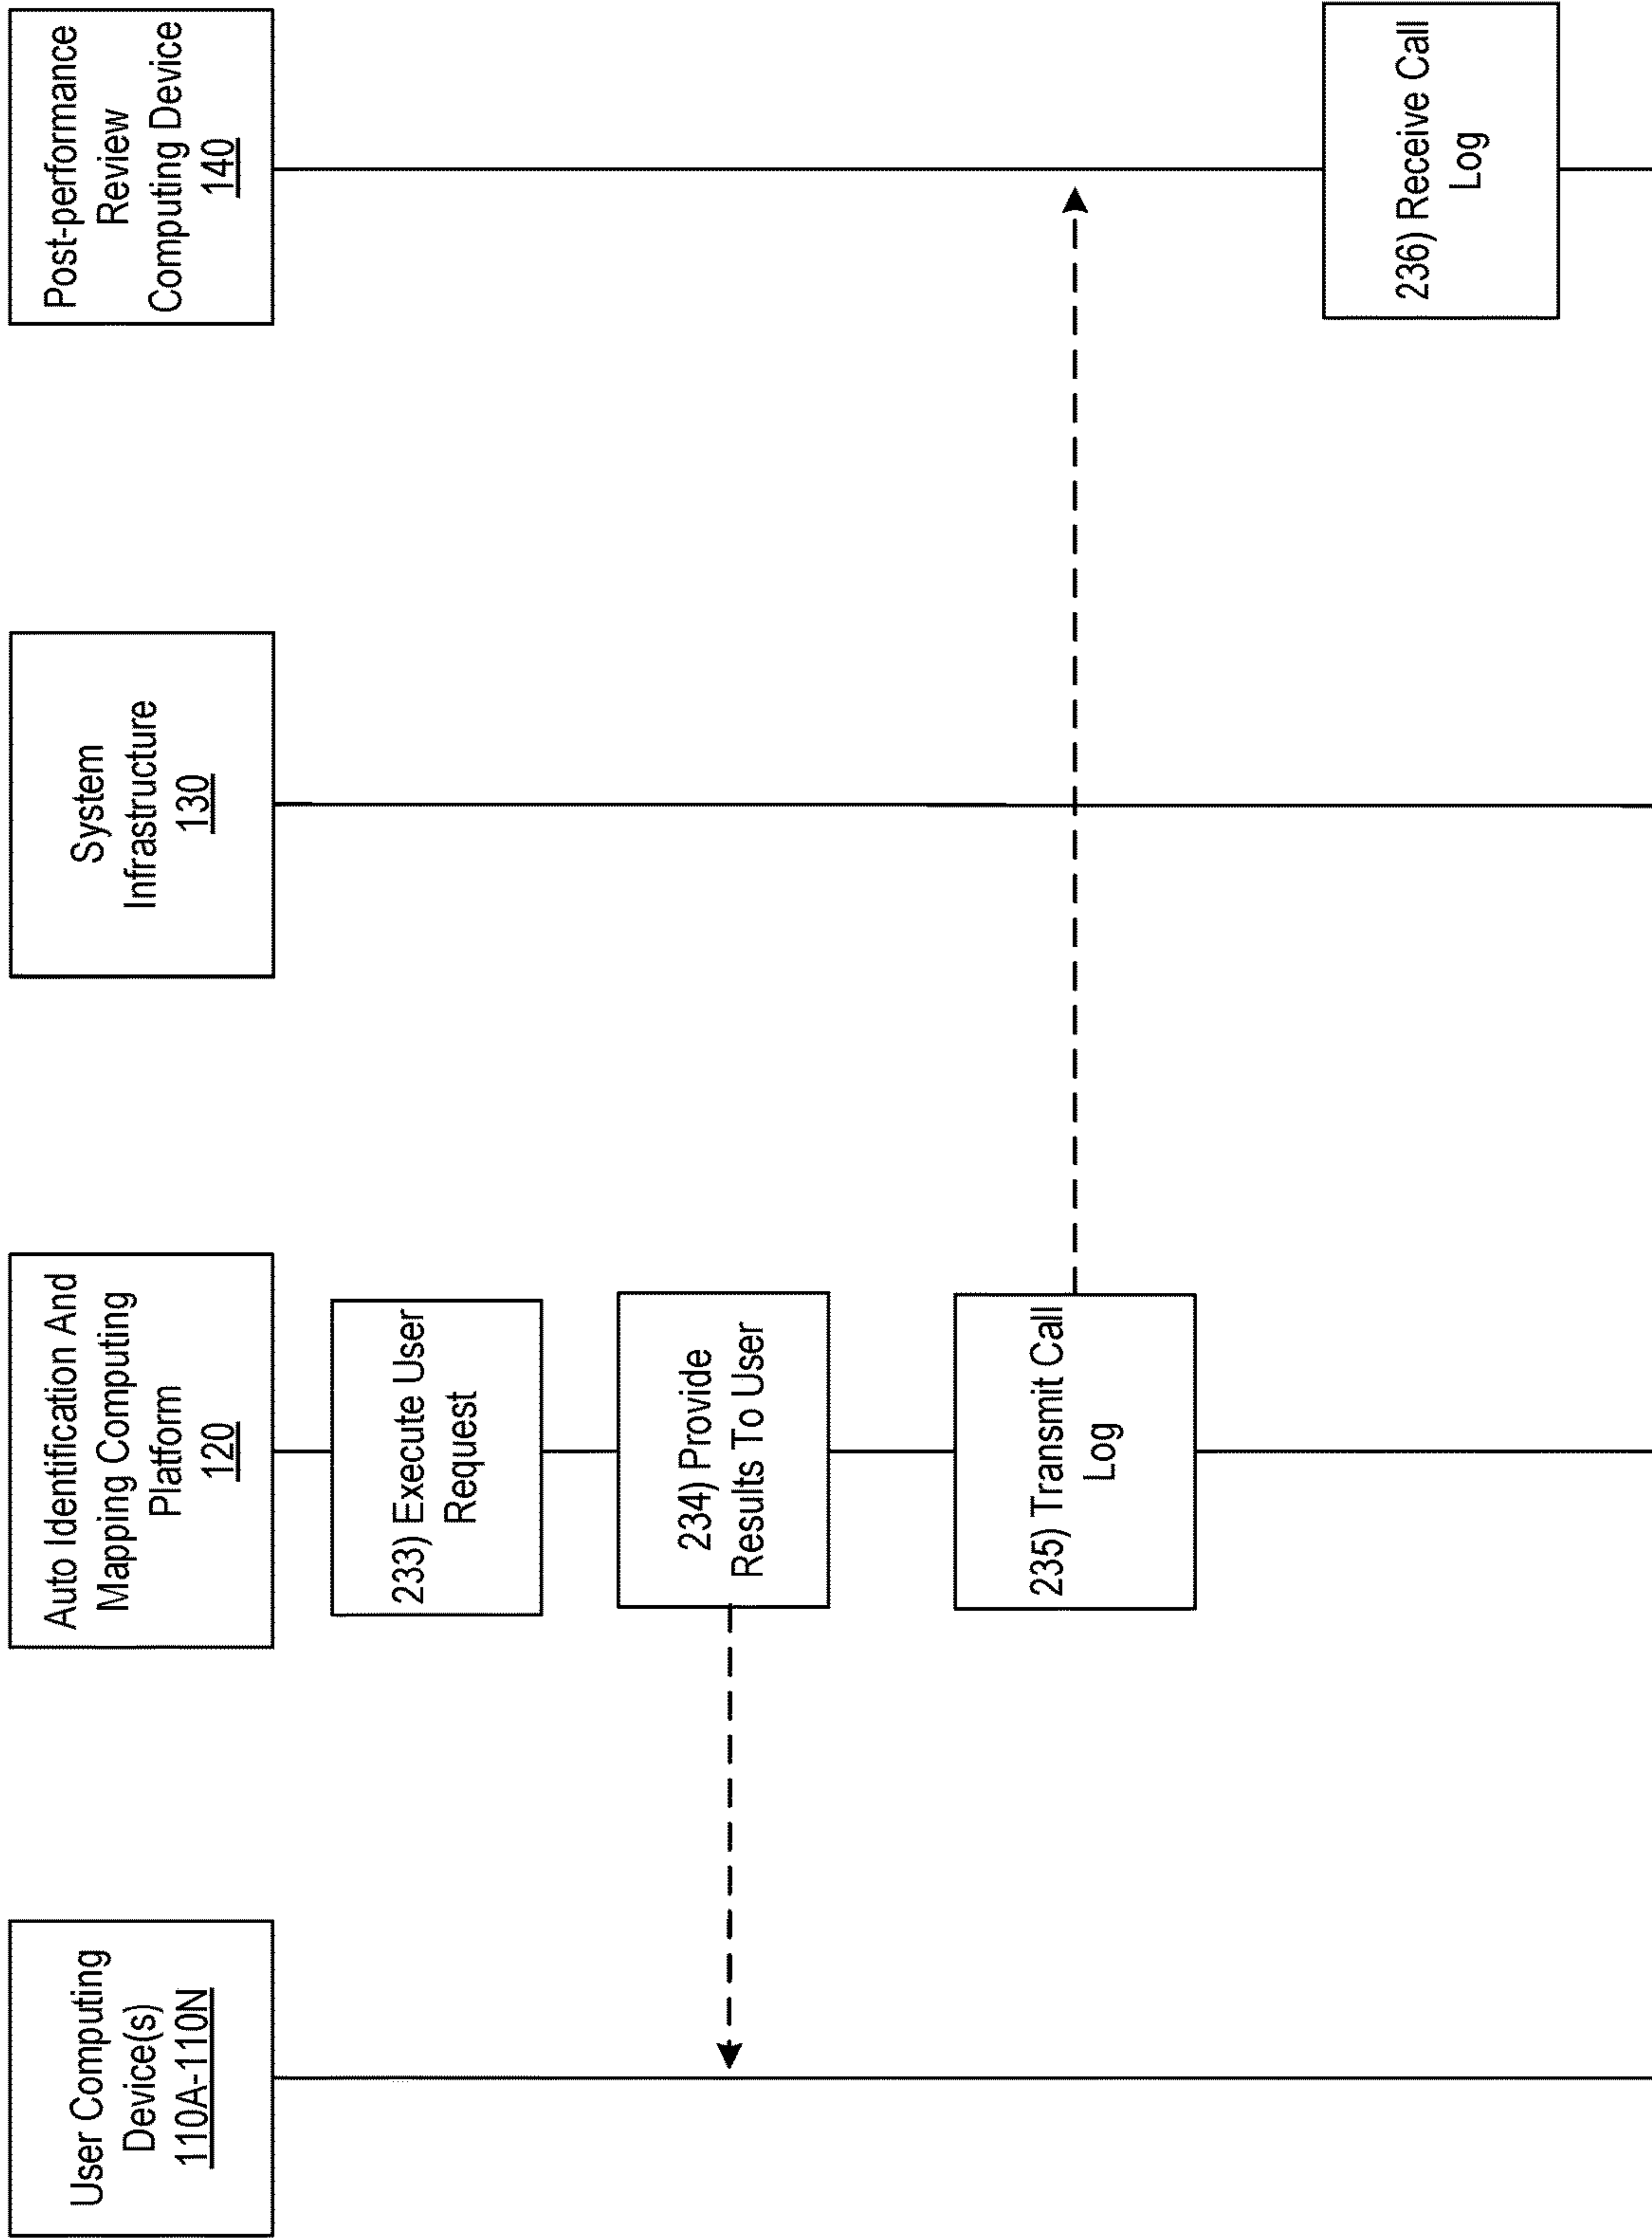 User Computing
Device(s)
110A-110N
Auto Identification And
Mapping Computing
Platform
120
System
Infrastructure
130
Post-performance
Review
Computing Device
140
233) Execute User
Request
234) Provide
Results To User
235) Transmit Call
Log
236) Receive Call
Log